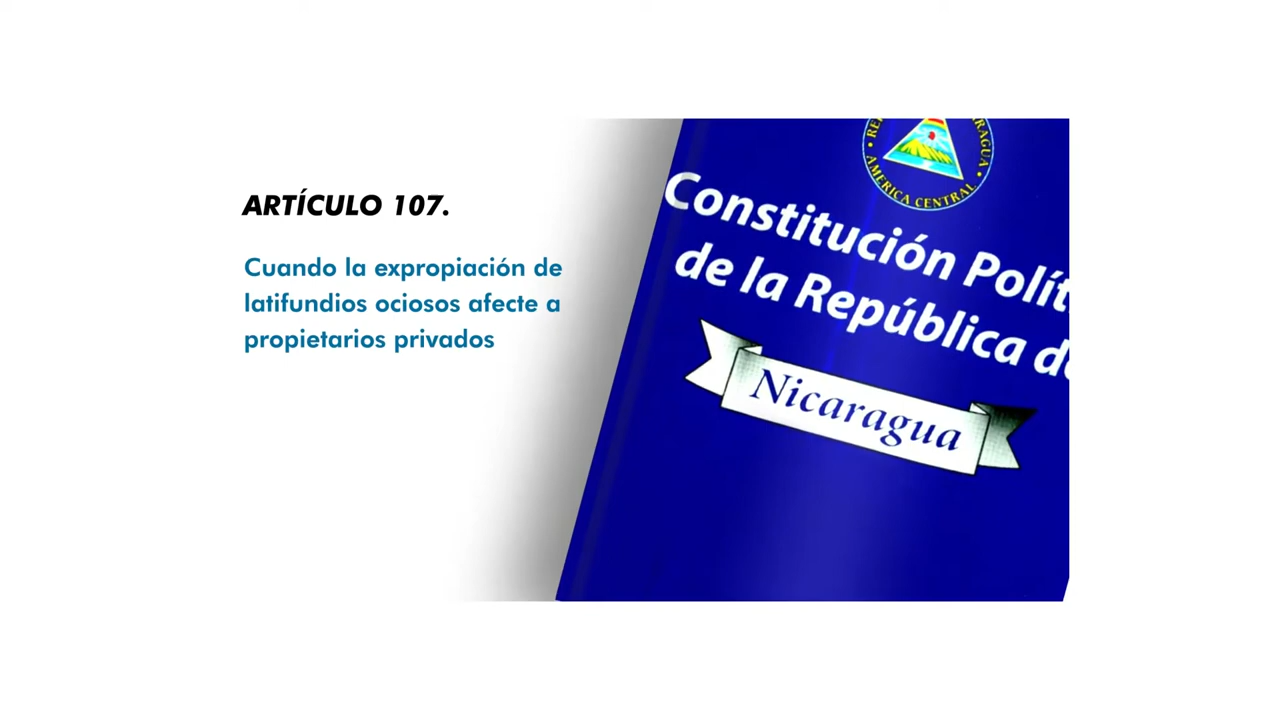 ARTÍCULO 107.
Cuando la expropiación de
latifundios ociosos afecte a
propietarios privados
AMERICA CENTRAL
Constitución Polít
de la República de
Nicaragua